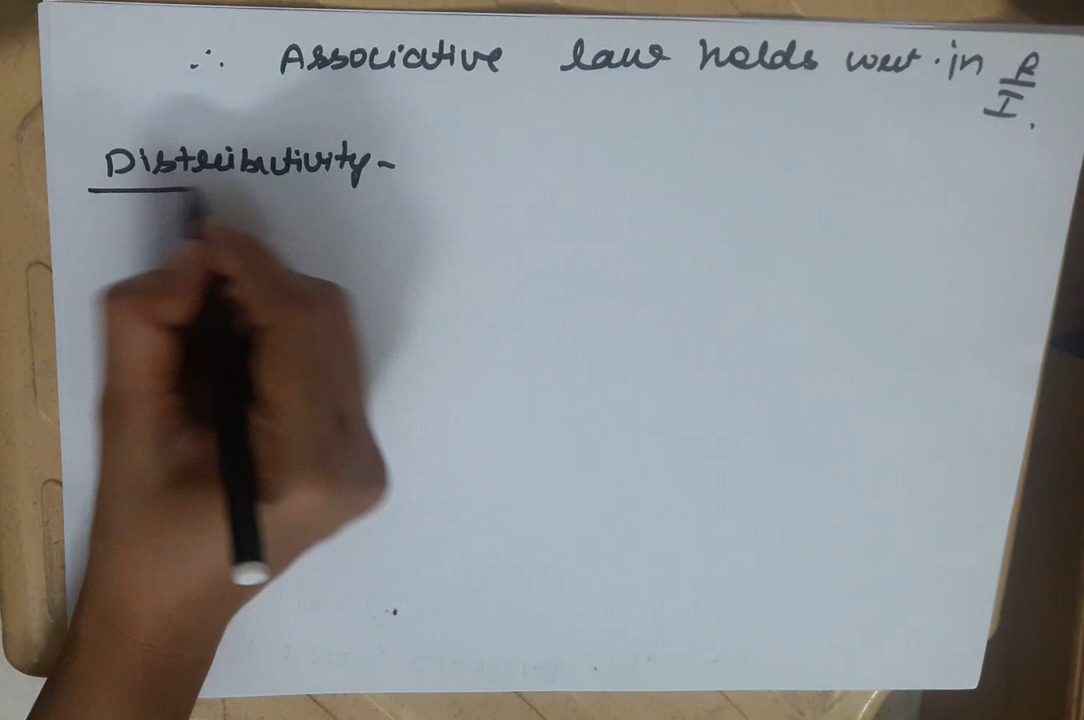 ∴ Associative law holds wrt · in R/I.
Distributivity -